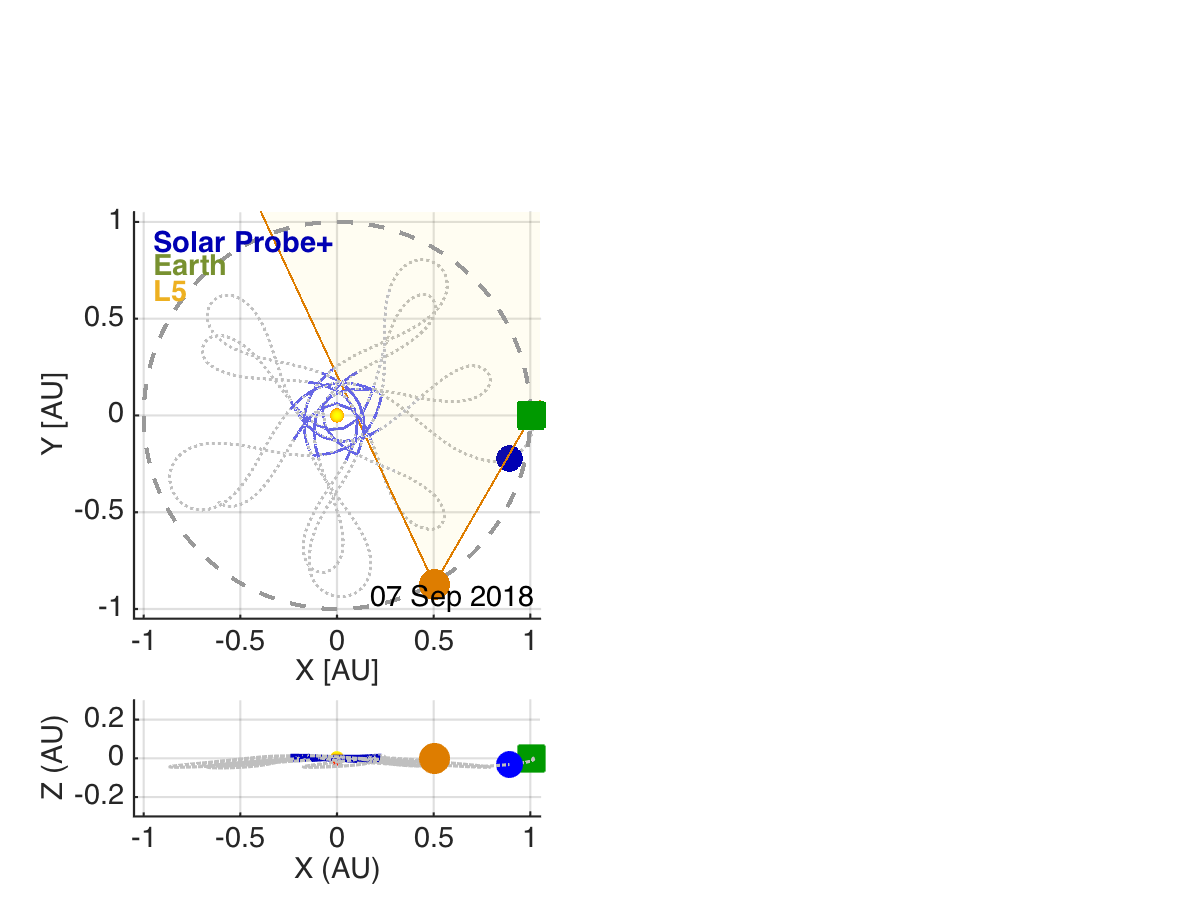 1
Solar Probe+
Earth
L5
0.5
0
-0.5
-1
Y [AU]
07 Sep 2018
-1 -0.5 0 0.5 1
X [AU]
0.2
0
-0.2
Z (AU)
-1 -0.5 0 0.5 1
X (AU)